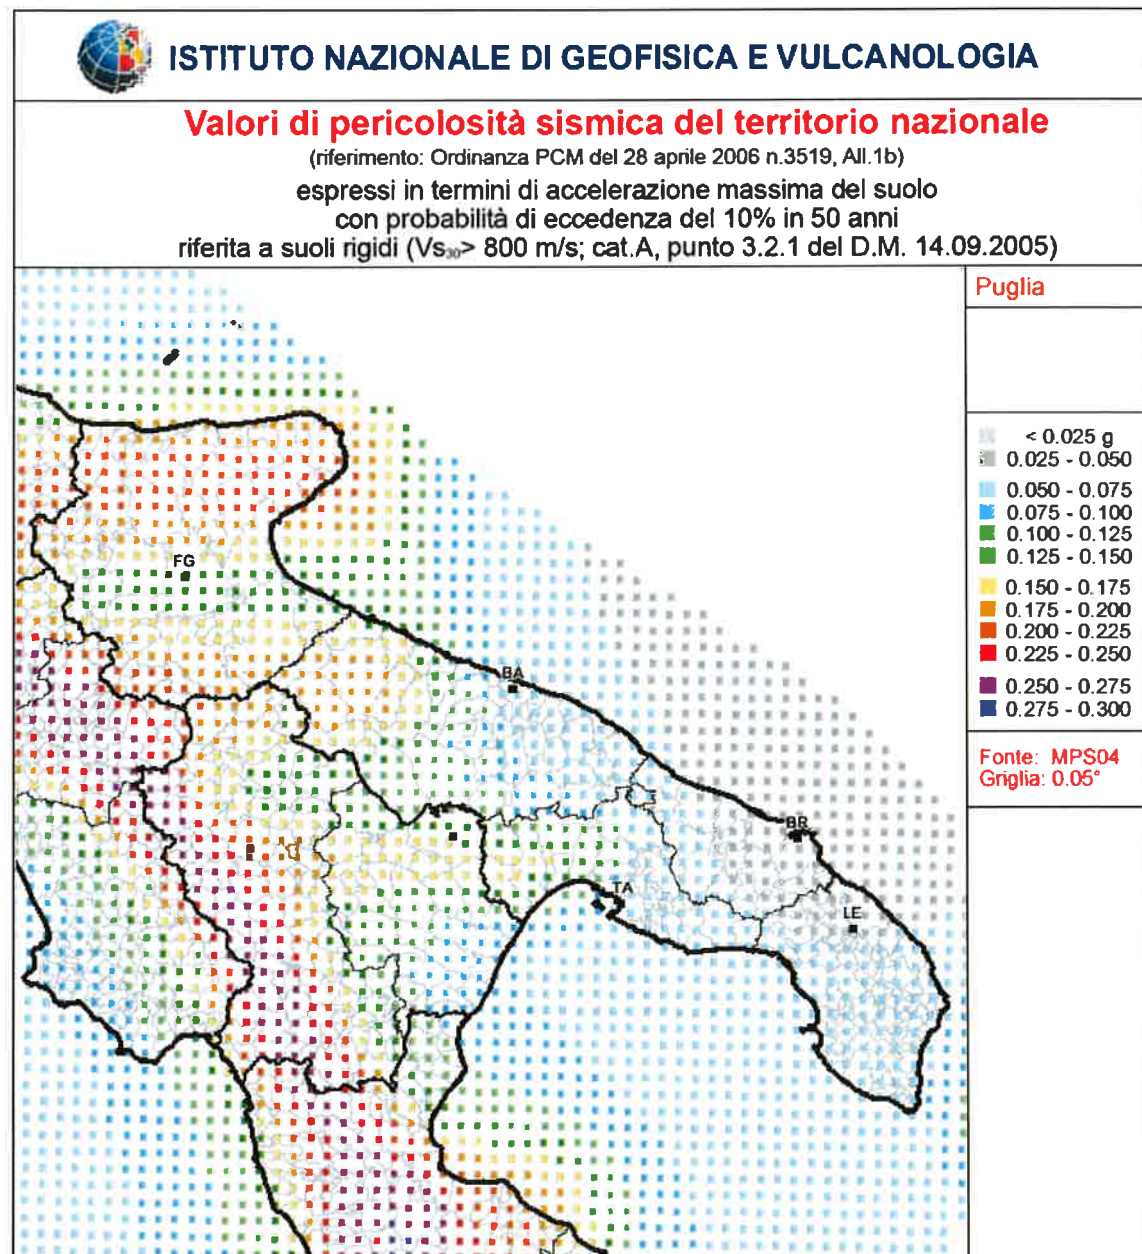 ISTITUTO NAZIONALE DI GEOFISICA E VULCANOLOGIA
Valori di pericolosità sismica del territorio nazionale
(riferimento: Ordinanza PCM del 28 aprile 2006 n.3519, All.1b)
espressi in termini di accelerazione massima del suolo
con probabilità di eccedenza del 10% in 50 anni
riferita a suoli rigidi (Vs₃₀> 800 m/s; cat.A, punto 3.2.1 del D.M. 14.09.2005)
Puglia
< 0.025 g
0.025 - 0.050
0.050 - 0.075
0.075 - 0.100
0.100 - 0.125
0.125 - 0.150
0.150 - 0.175
0.175 - 0.200
0.200 - 0.225
0.225 - 0.250
0.250 - 0.275
0.275 - 0.300
Fonte: MPS04
Griglia: 0.05°
FG
BA
BR
TA
LE